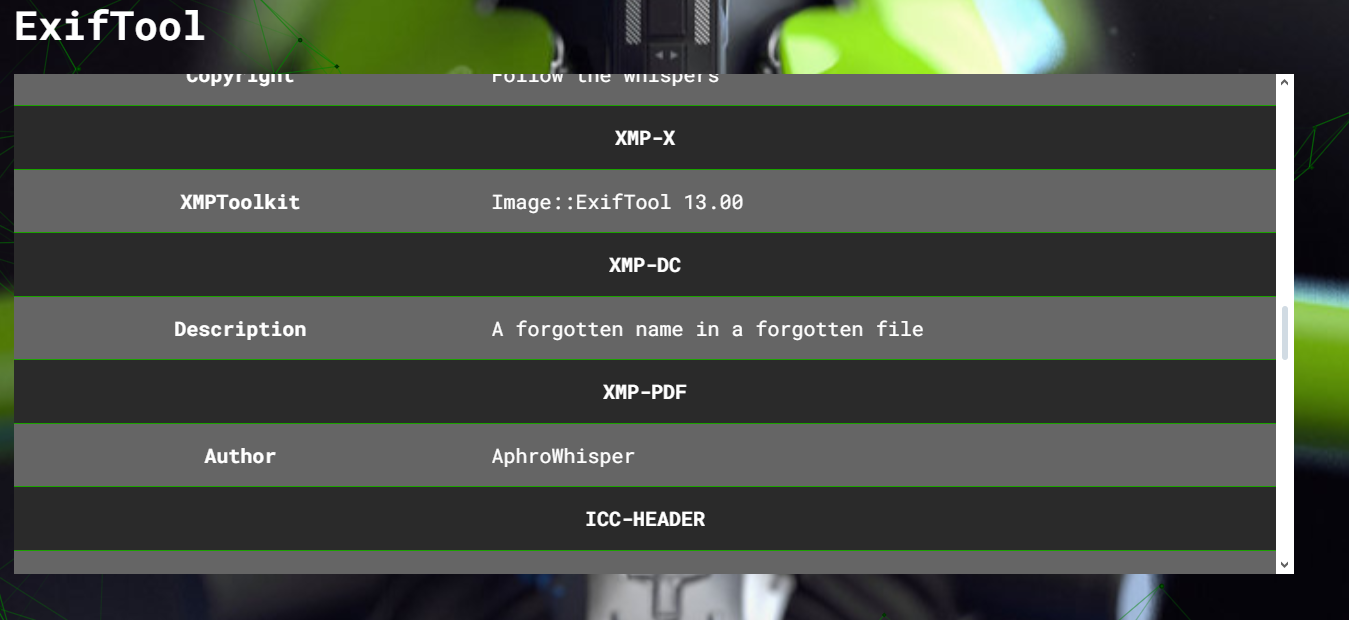 ExifTool
Copyright Follow the Whispers
XMP-X
XMPToolkit Image::ExifTool 13.00
XMP-DC
Description A forgotten name in a forgotten file
XMP-PDF
Author AphroWhisper
ICC-HEADER